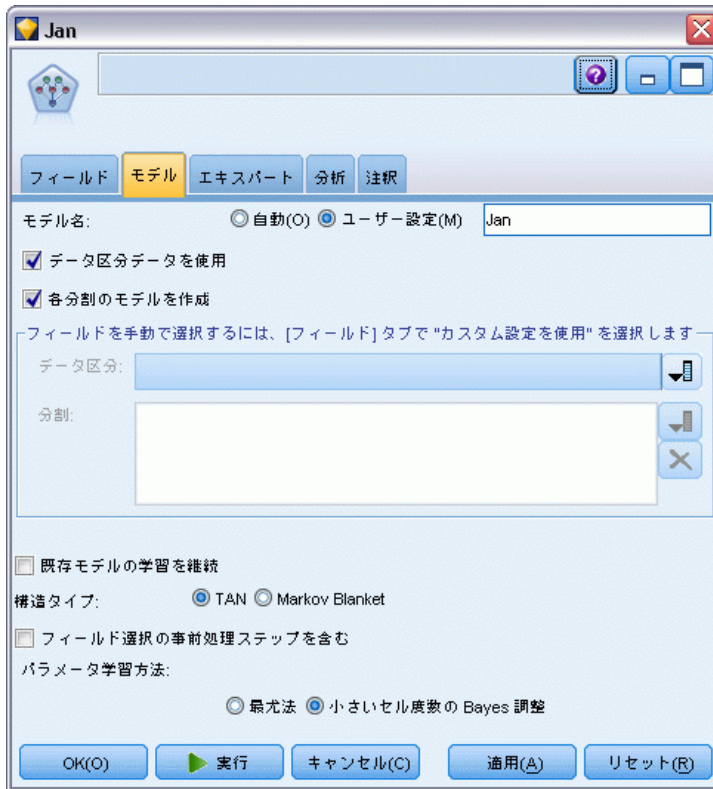 Jan
フィールド モデル エキスパート 分析 注釈
モデル名: 自動(O) ユーザー設定(M) Jan
データ区分データを使用
各分割のモデルを作成
フィールドを手動で選択するには、[フィールド] タブで "カスタム設定を使用" を選択します
データ区分:
分割:
既存モデルの学習を継続
構造タイプ: TAN Markov Blanket
フィールド選択の事前処理ステップを含む
パラメータ学習方法:
最尤法 小さいセル度数の Bayes 調整
OK(O) 実行 キャンセル(C) 適用(A) リセット(R)